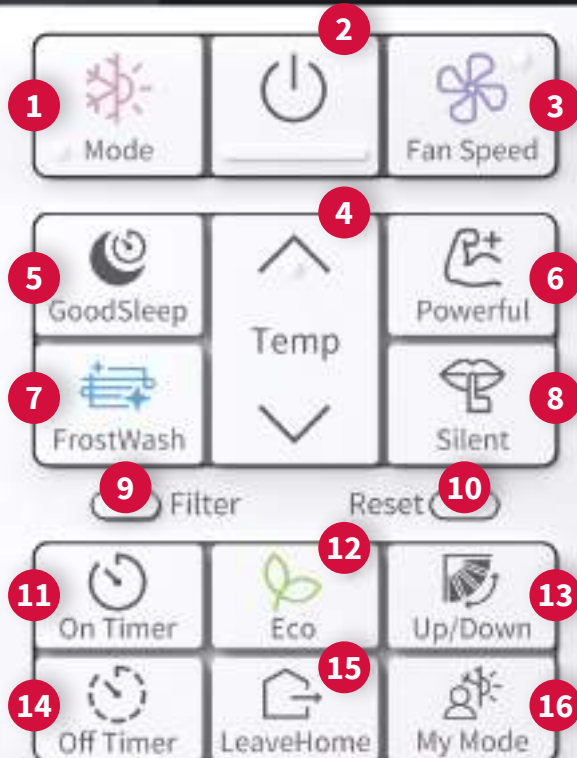 2
1
3
Mode
Fan Speed
4
5
6
GoodSleep
Powerful
Temp
7
8
FrostWash
Silent
9 Filter
Reset 10
12
11
13
On Timer
Eco
Up/Down
15
14
16
Off Timer
LeaveHome
My Mode